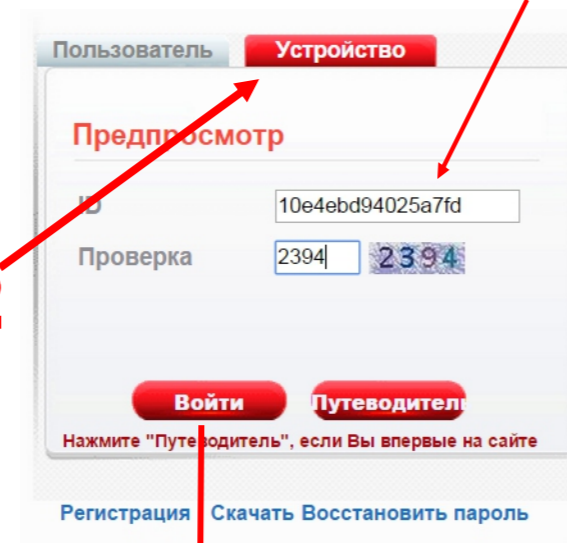 Пользователь Устройство
Предпросмотр
ID 10e4ebd94025a7fd
Проверка 2394 2394
Войти Путеводитель
Нажмите "Путеводитель", если Вы впервые на сайте
Регистрация Скачать Восстановить пароль